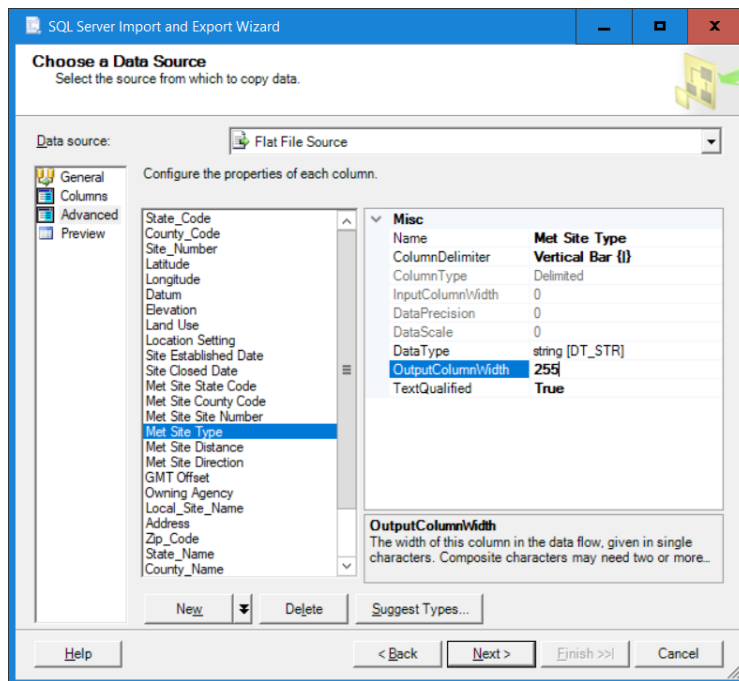 SQL Server Import and Export Wizard
Choose a Data Source
Select the source from which to copy data.
Data source:
Flat File Source
General
Columns
Advanced
Preview
Configure the properties of each column.
State_Code
County_Code
Site_Number
Latitude
Longitude
Datum
Elevation
Land Use
Location Setting
Site Established Date
Site Closed Date
Met Site State Code
Met Site County Code
Met Site Site Number
Met Site Type
Met Site Distance
Met Site Direction
GMT Offset
Owning Agency
Local_Site_Name
Address
Zip_Code
State_Name
County_Name
Misc
Name Met Site Type
ColumnDelimiter Vertical Bar {|}
ColumnType Delimited
InputColumnWidth 0
DataPrecision 0
DataScale 0
DataType string [DT_STR]
OutputColumnWidth 255
TextQualified True
OutputColumnWidth
The width of this column in the data flow, given in single
characters. Composite characters may need two or more...
New
Delete
Suggest Types...
Help
< Back
Next >
Finish >>|
Cancel